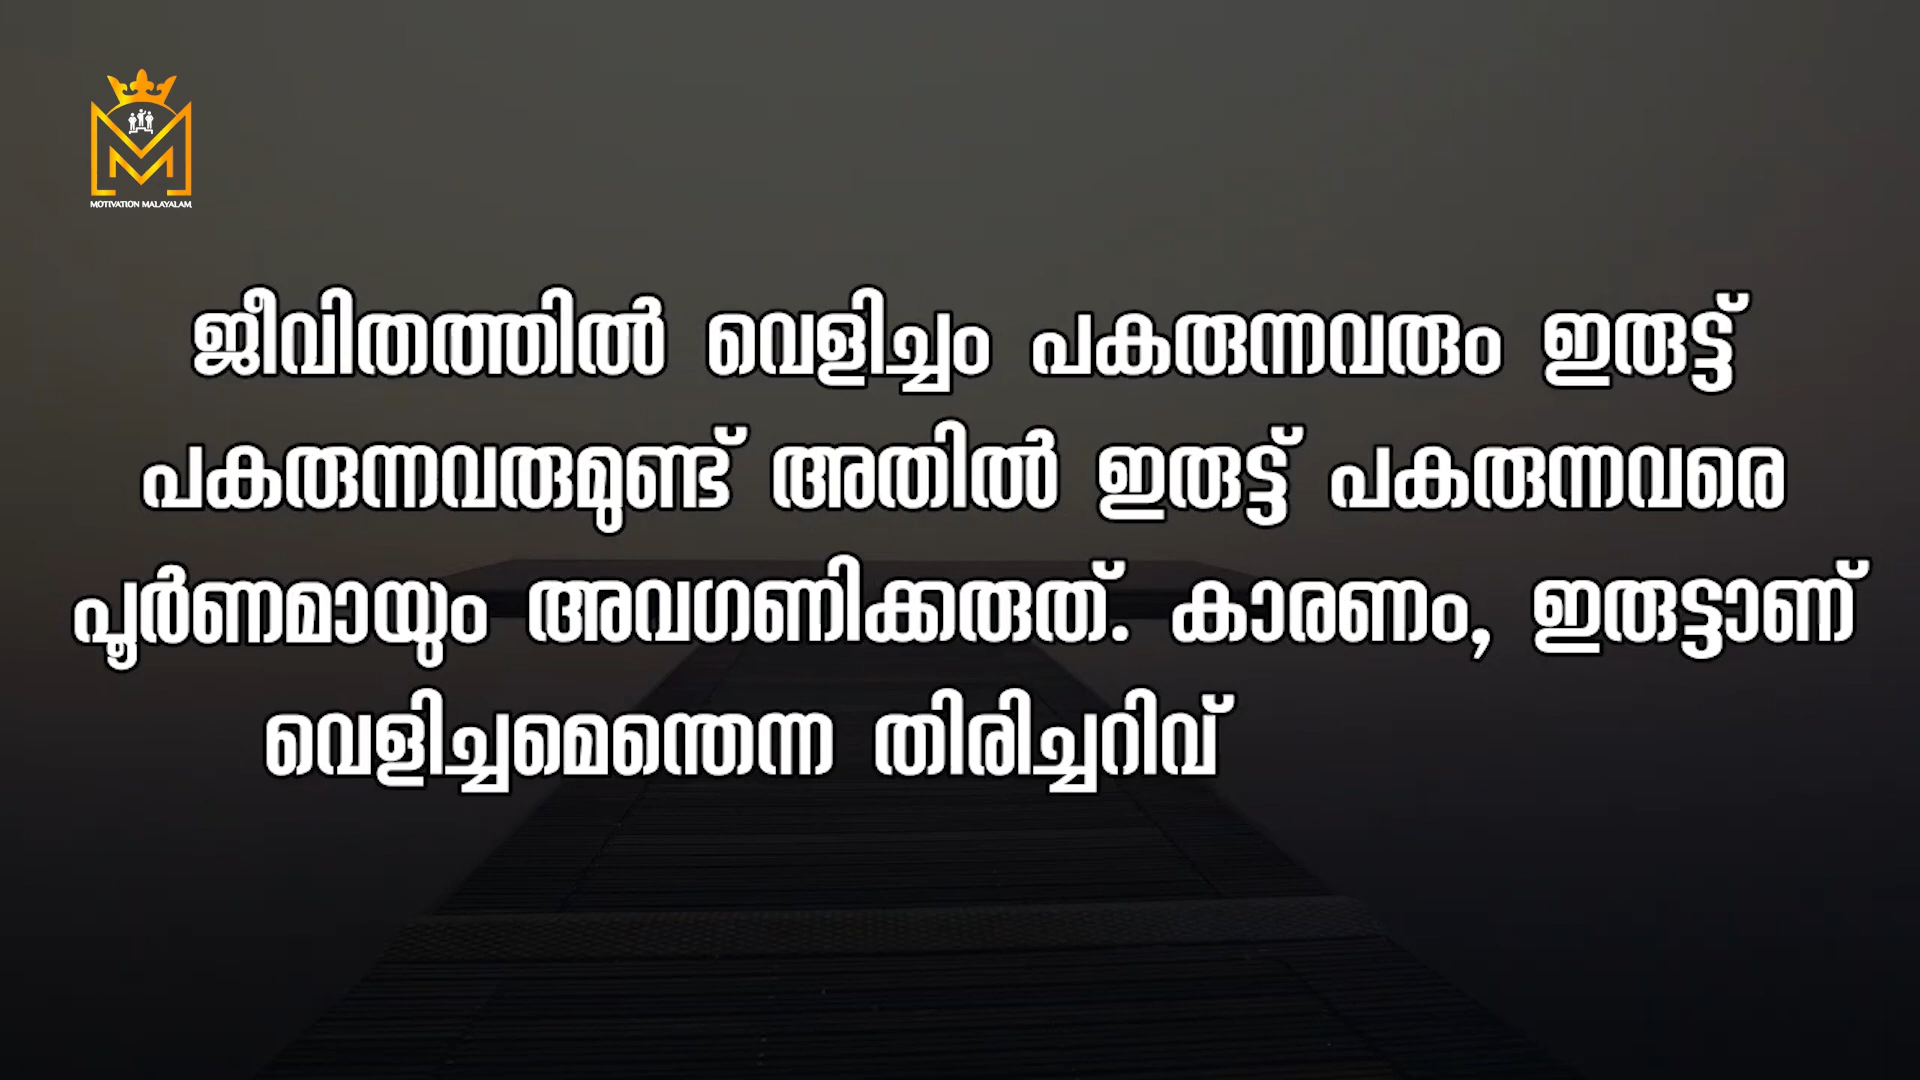 MOTIVATION MALAYALAM
ജീവിതത്തിൽ വെളിച്ചം പകരുന്നവരും ഇരുട്ട്
പകരുന്നവരുമുണ്ട് അതിൽ ഇരുട്ട് പകരുന്നവരെ
പൂർണമായും അവഗണിക്കരുത്. കാരണം, ഇരുട്ടാണ്
വെളിച്ചമെന്തെന്ന തിരിച്ചറിവ്